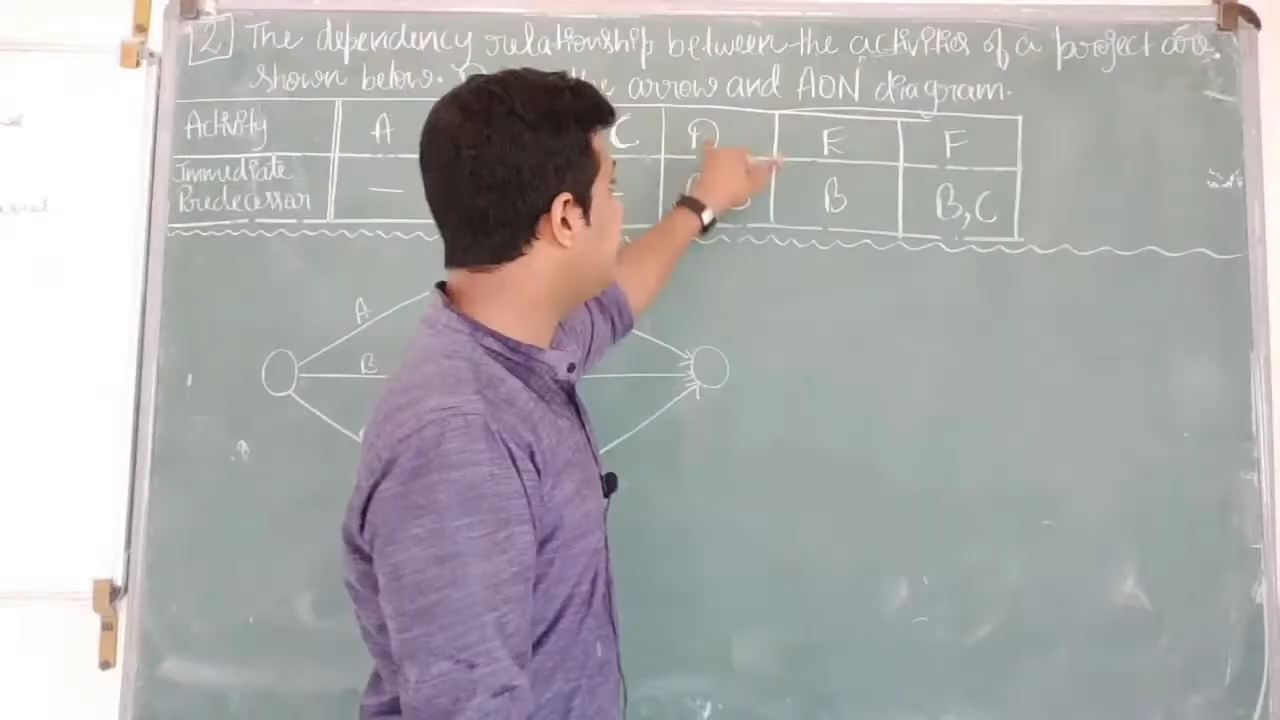 2 The dependency relationship between the activities of a project are
shown below. the arrow and AON diagram.
Activity A C D E F
Immediate
Predecessor — - B B,C
A
B